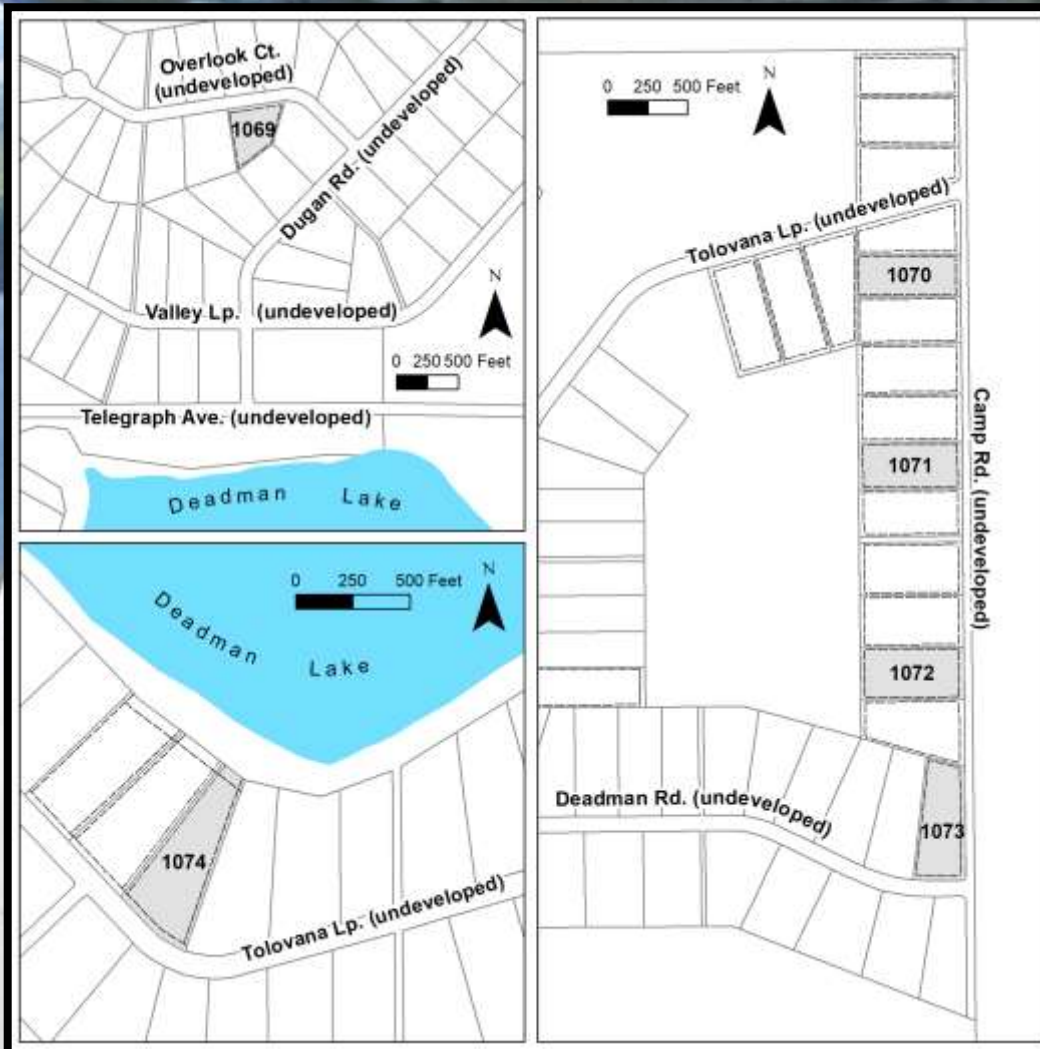 Overlook Ct.
(undeveloped)
1069
Dugan Rd. (undeveloped)
N
Valley Lp. (undeveloped)
0 250 500 Feet
Telegraph Ave. (undeveloped)
Deadman Lake
0 250 500 Feet
N
Deadman
Lake
1074
Tolovana Lp. (undeveloped)
N
0 250 500 Feet
Tolovana Lp. (undeveloped)
1070
Camp Rd. (undeveloped)
1071
1072
Deadman Rd. (undeveloped)
1073